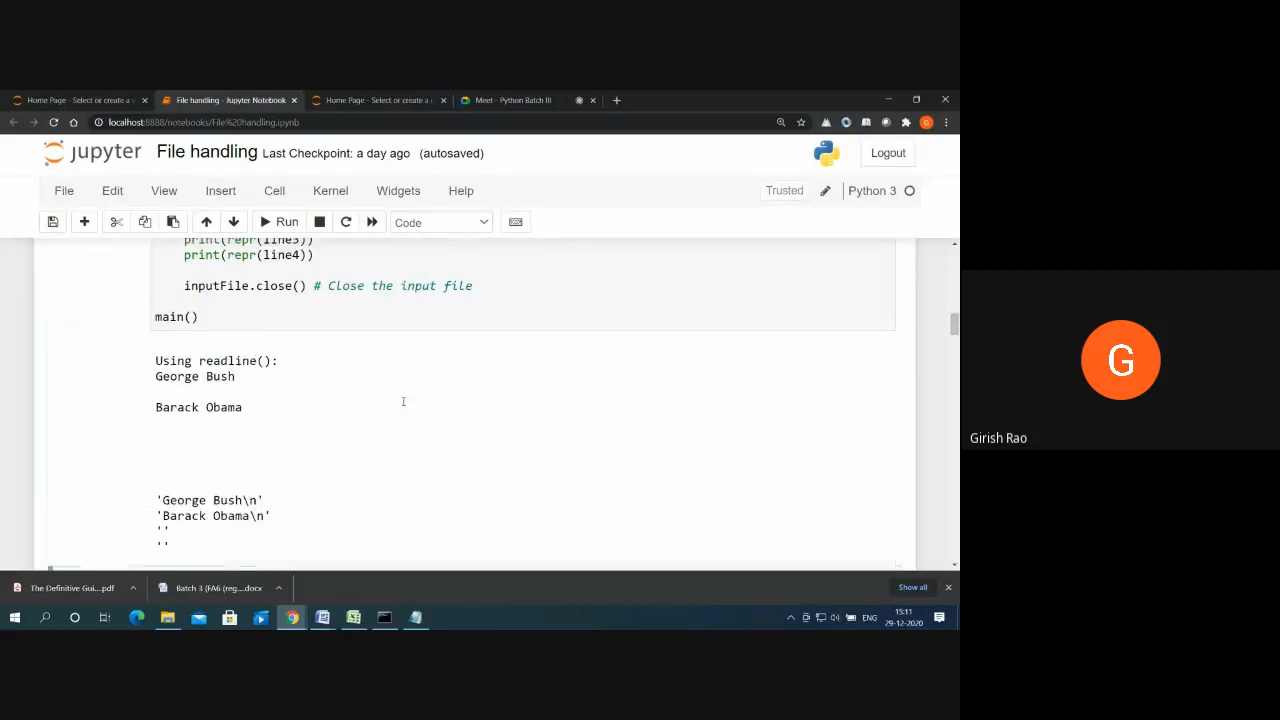 Home Page - Select or create a n
File handling - Jupyter Notebook
Home Page - Select or create a n
Meet - Python Batch III
localhost:8888/notebooks/File%20handling.ipynb
jupyter File handling Last Checkpoint: a day ago (autosaved)
Logout
File Edit View Insert Cell Kernel Widgets Help
Trusted
Python 3
Run
Code
print(repr(line3))
print(repr(line4))
inputFile.close() # Close the input file
main()
Using readline():
George Bush
Barack Obama
'George Bush\n'
'Barack Obama\n'
''
''
G
Girish Rao
The Definitive Gui....pdf
Batch 3 (FA6 (reg....docx
Show all
ENG
15:11
29-12-2020